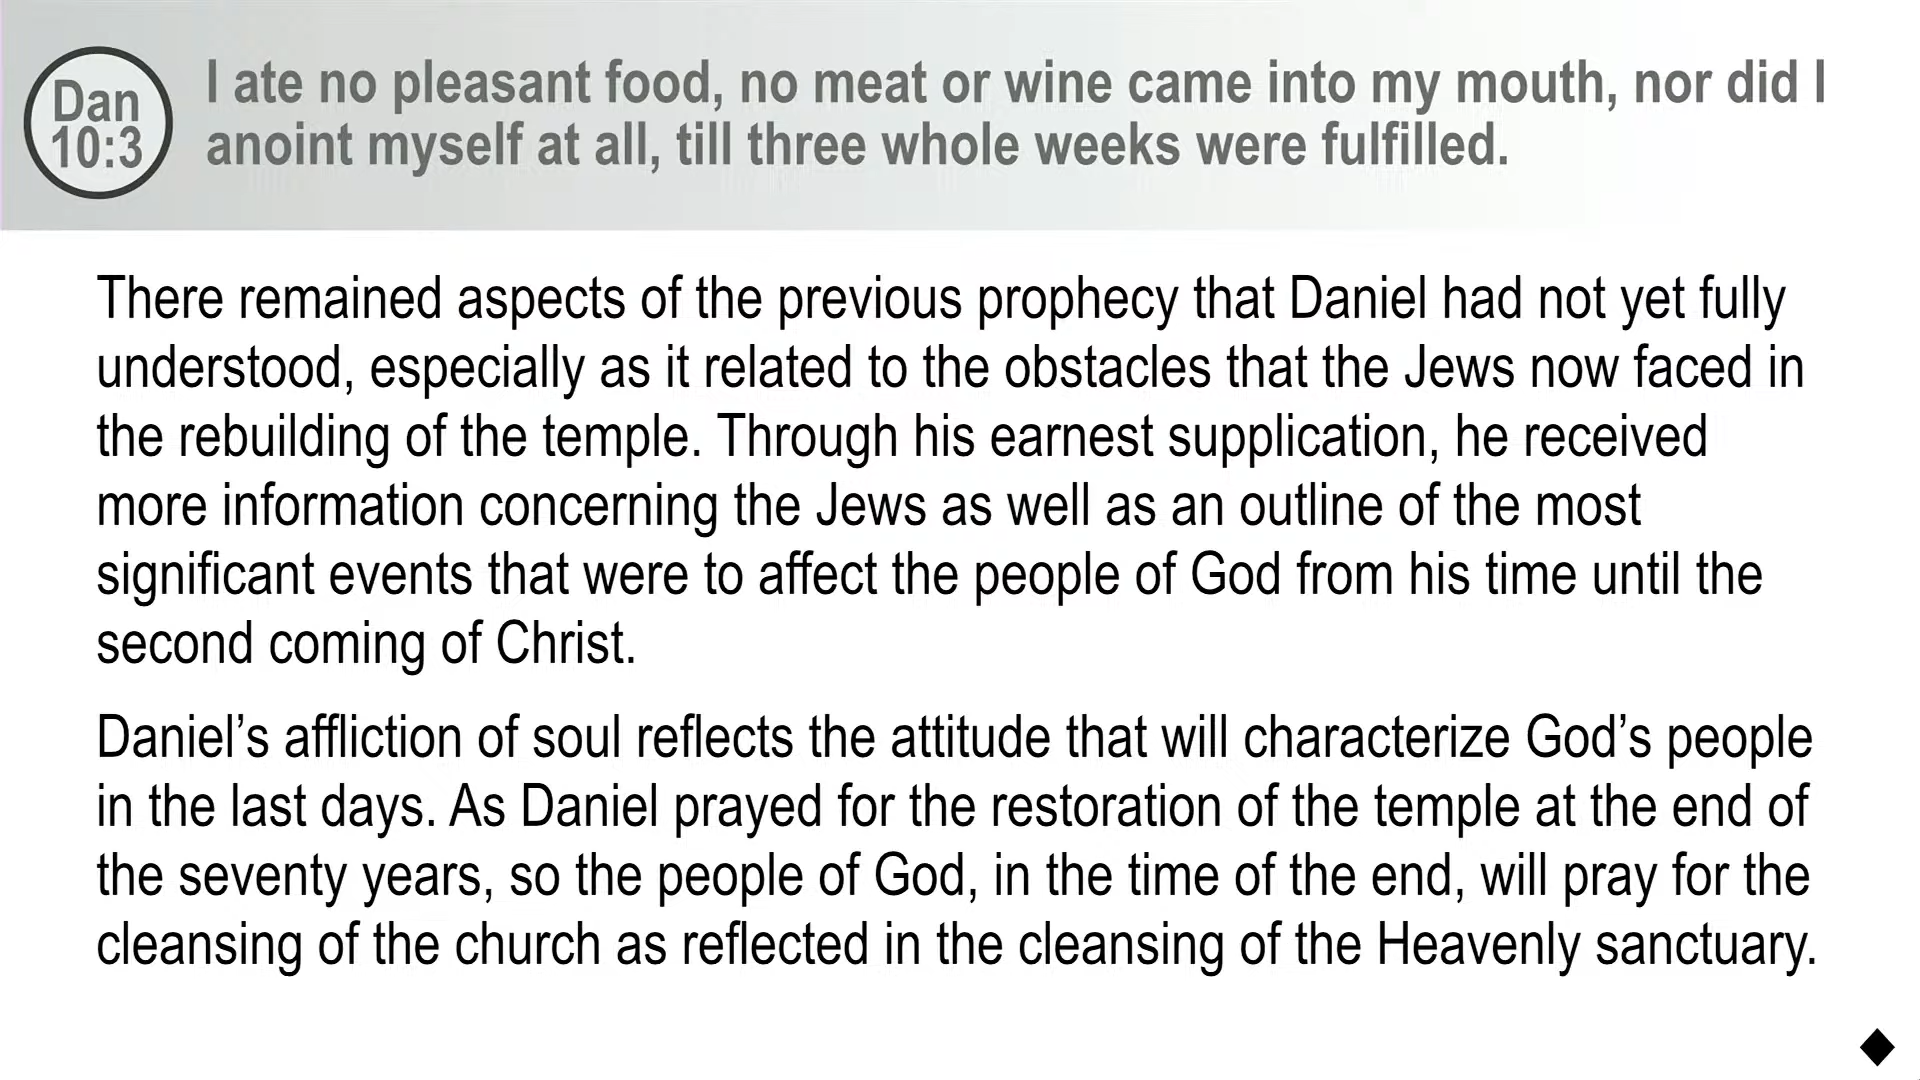 Dan
10:3
I ate no pleasant food, no meat or wine came into my mouth, nor did I
anoint myself at all, till three whole weeks were fulfilled.
There remained aspects of the previous prophecy that Daniel had not yet fully
understood, especially as it related to the obstacles that the Jews now faced in
the rebuilding of the temple. Through his earnest supplication, he received
more information concerning the Jews as well as an outline of the most
significant events that were to affect the people of God from his time until the
second coming of Christ.
Daniel’s affliction of soul reflects the attitude that will characterize God’s people
in the last days. As Daniel prayed for the restoration of the temple at the end of
the seventy years, so the people of God, in the time of the end, will pray for the
cleansing of the church as reflected in the cleansing of the Heavenly sanctuary.